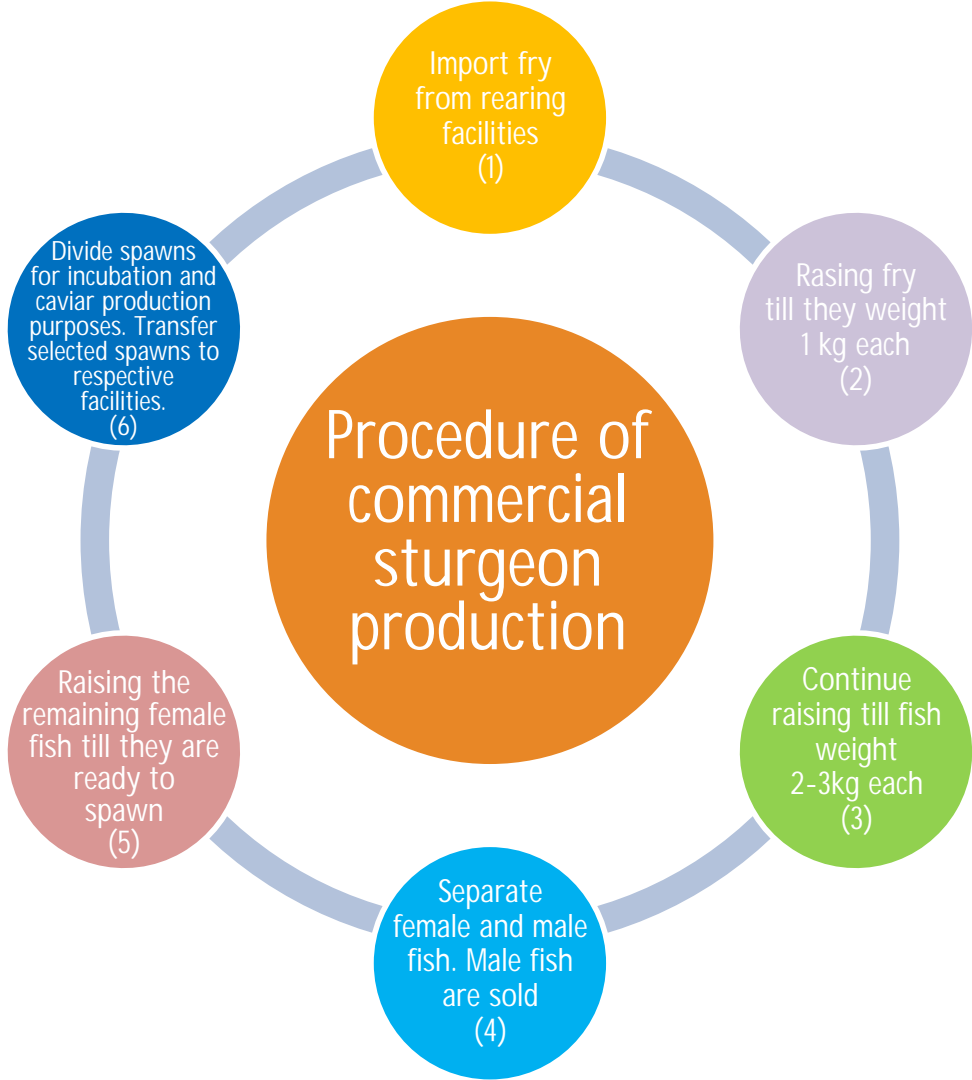 Import fry
from rearing
facilities
(1)
Rasing fry
till they weight
1 kg each
(2)
Continue
raising till fish
weight
2-3kg each
(3)
Separate
female and male
fish. Male fish
are sold
(4)
Raising the
remaining female
fish till they are
ready to
spawn
(5)
Divide spawns
for incubation and
caviar production
purposes. Transfer
selected spawns to
respective
facilities.
(6)
Procedure of
commercial
sturgeon
production